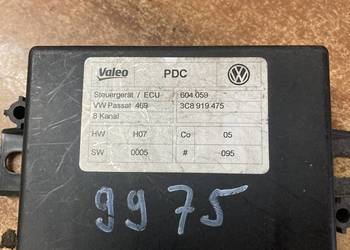 Valeo PDC
Steuergerät / ECU 604.059
VW Passat 469 3C8 919 475
8 Kanal
HW H07 Co 05
SW 0005 # 095
9975